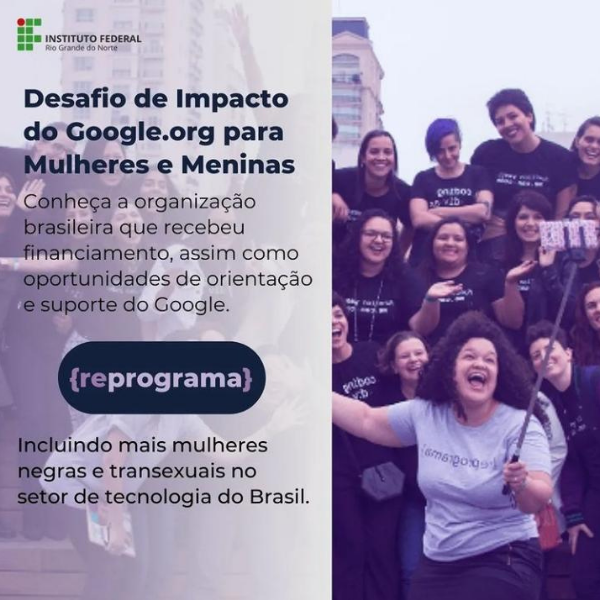 INSTITUTO FEDERAL
Rio Grande do Norte
Desafio de Impacto
do Google.org para
Mulheres e Meninas
Conheça a organização
brasileira que recebeu
financiamento, assim como
oportunidades de orientação
e suporte do Google.
{reprograma}
Incluindo mais mulheres
negras e transexuais no
setor de tecnologia do Brasil.
{reprograma}